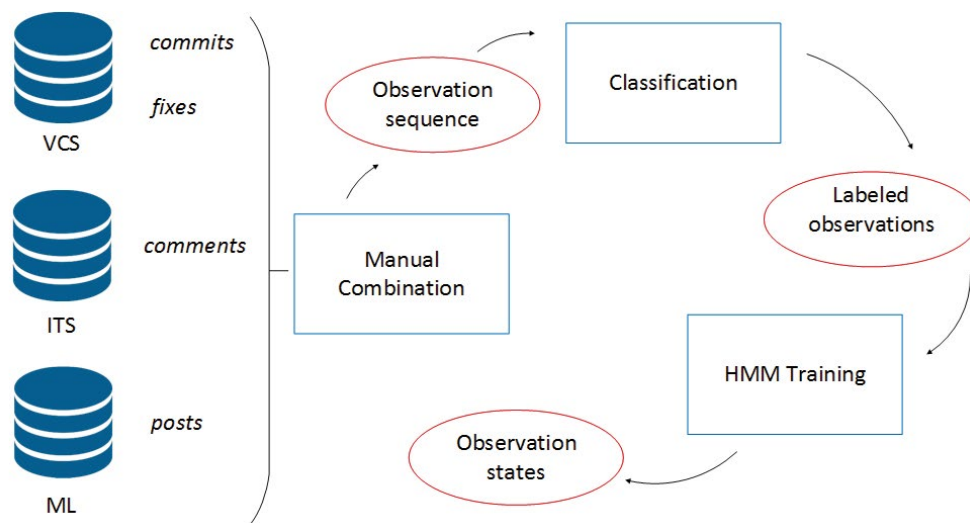 commits
fixes
VCS
comments
ITS
posts
ML
Manual
Combination
Observation
sequence
Classification
Labeled
observations
HMM Training
Observation
states